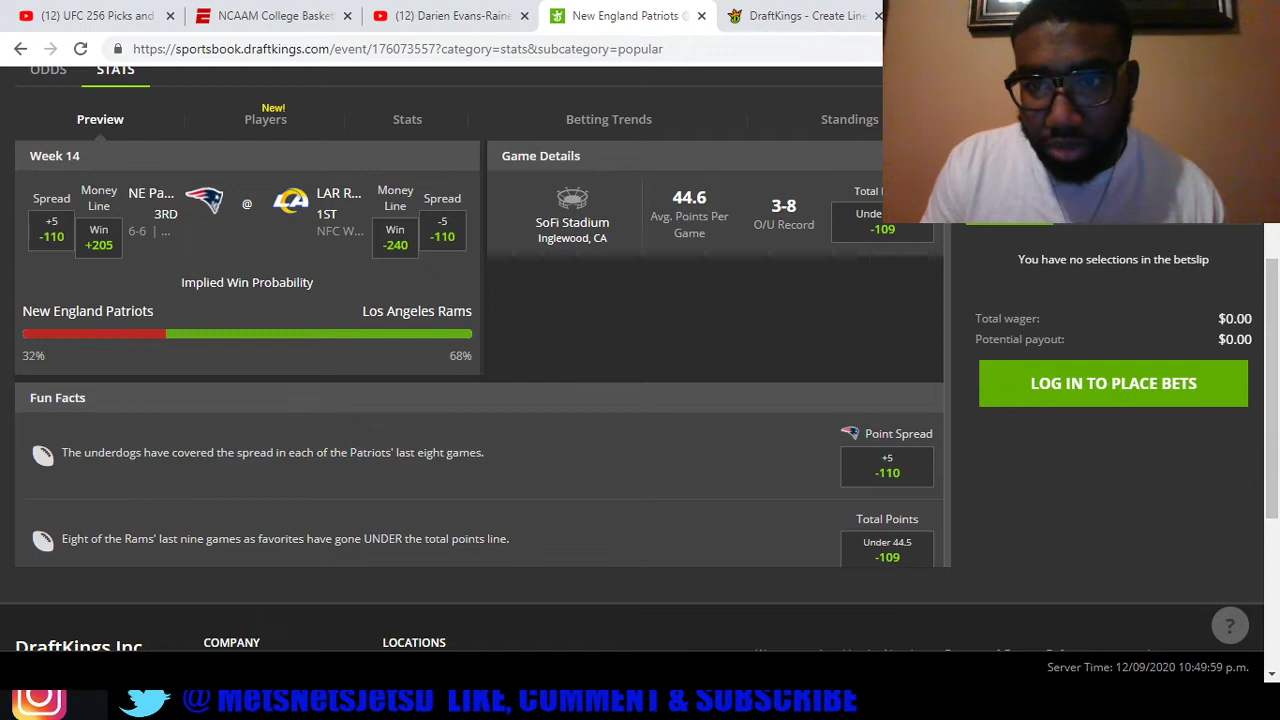 (12) UFC 256 Picks and
NCAAM College Basket
(12) Darien Evans-Raine
New England Patriots @
DraftKings - Create Line
https://sportsbook.draftkings.com/event/176073557?category=stats&subcategory=popular
ODDS
STATS
New!
Preview
Players
Stats
Betting Trends
Standings
Week 14
Game Details
Spread
Money Line
NE Pa...
@
LAR R...
Money Line
Spread
3RD
1ST
+5
-110
Win
+205
6-6 | ...
NFC W...
Win
-240
-5
-110
SoFi Stadium
Inglewood, CA
44.6
Avg. Points Per
Game
3-8
O/U Record
-109
Implied Win Probability
New England Patriots
Los Angeles Rams
32%
68%
You have no selections in the betslip
Total wager:
$0.00
Potential payout:
$0.00
LOG IN TO PLACE BETS
Fun Facts
The underdogs have covered the spread in each of the Patriots' last eight games.
Point Spread
+5
-110
Eight of the Rams' last nine games as favorites have gone UNDER the total points line.
Total Points
Under 44.5
-109
DraftKings Inc
COMPANY
LOCATIONS
?
Server Time: 12/09/2020 10:49:59 p.m.
@ MetsNetsJetsD LIKE, COMMENT & SUBSCRIBE